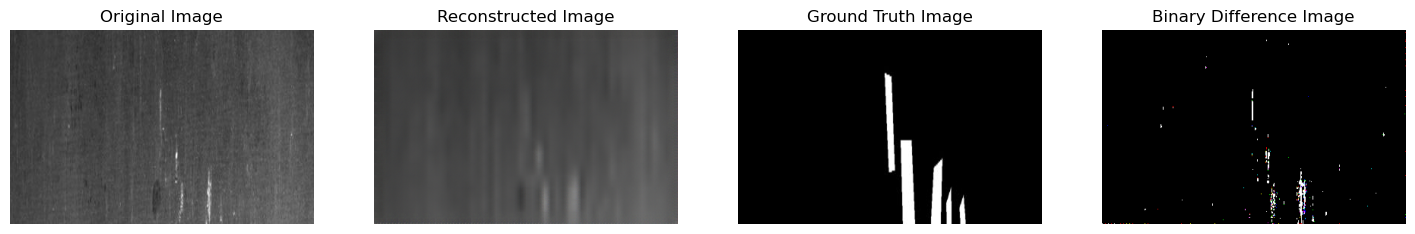 Original Image
Reconstructed Image
Ground Truth Image
Binary Difference Image